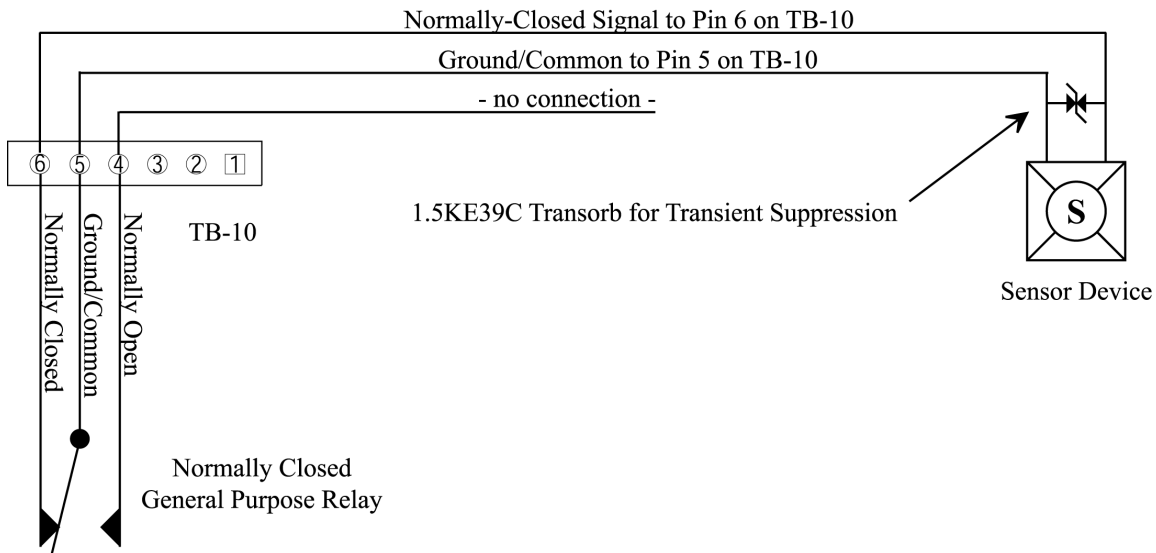 Normally-Closed Signal to Pin 6 on TB-10
Ground/Common to Pin 5 on TB-10
- no connection -
6 5 4 3 2 1
TB-10
1.5KE39C Transorb for Transient Suppression
S
Sensor Device
Normally Closed
Ground/Common
Normally Open
Normally Closed
General Purpose Relay